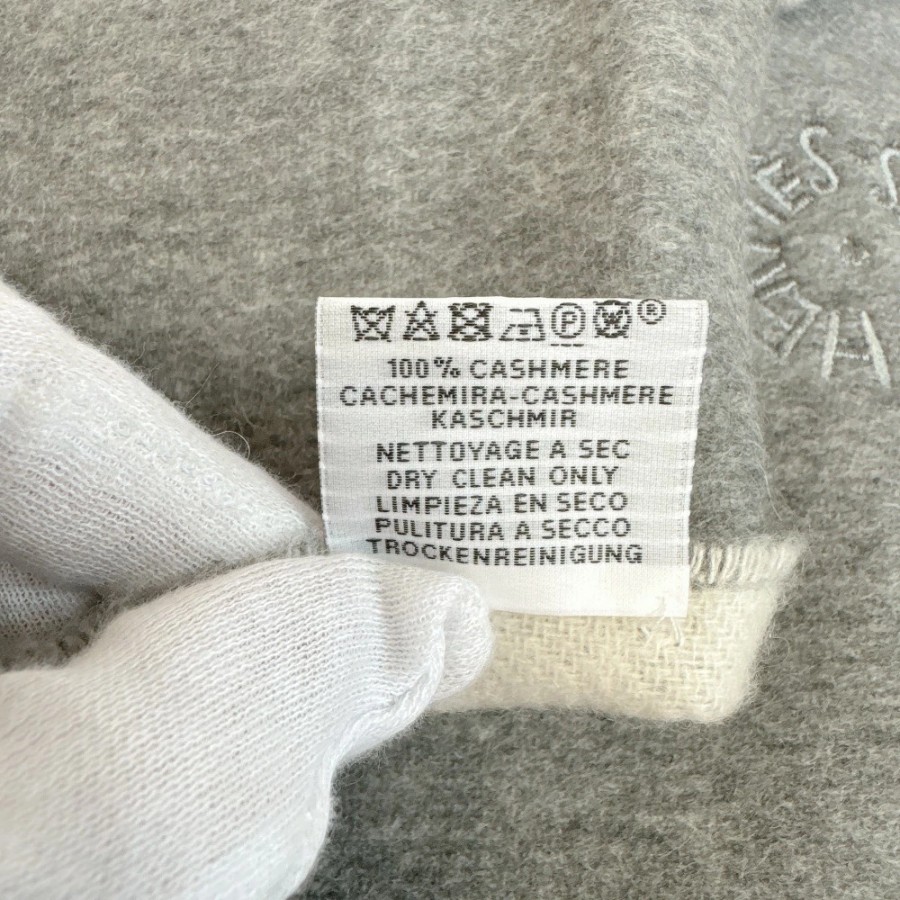 P W ®
100% CASHMERE
CACHEMIRA-CASHMERE
KASCHMIR
NETTOYAGE A SEC
DRY CLEAN ONLY
LIMPIEZA EN SECO
PULITURA A SECCO
TROCKENREINIGUNG